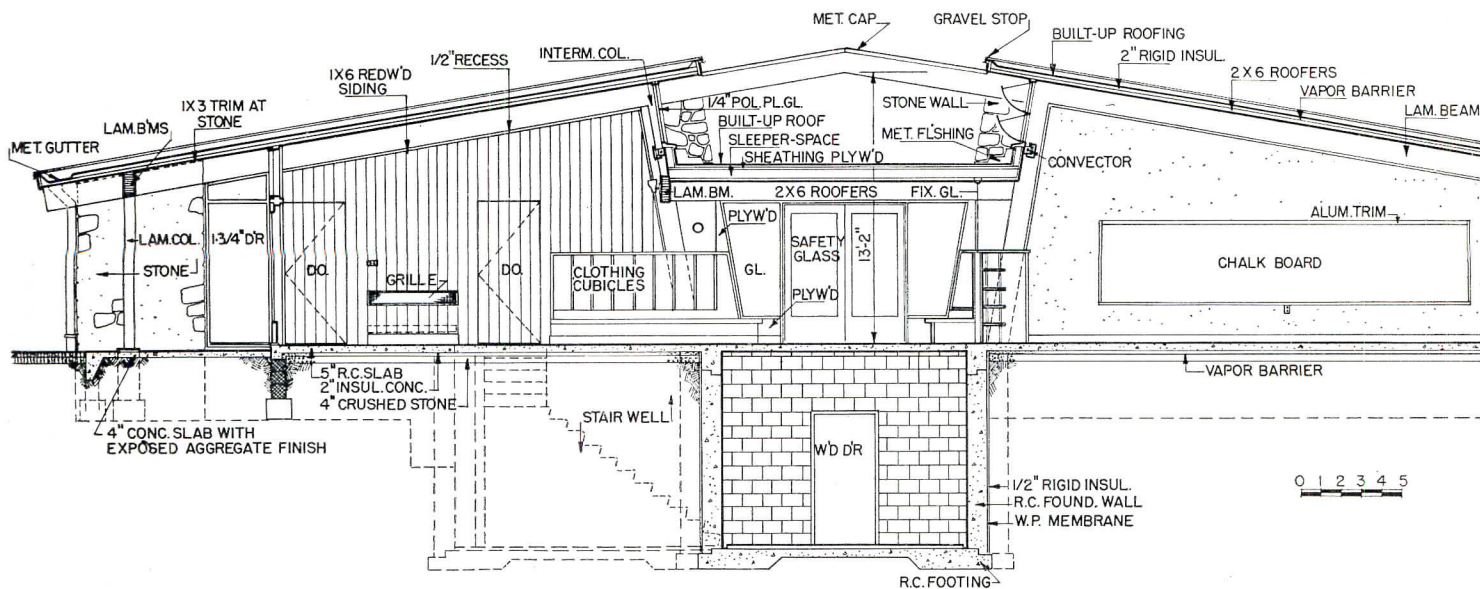 MET. CAP
GRAVEL STOP
BUILT-UP ROOFING
2" RIGID INSUL.
2 X 6 ROOFERS
VAPOR BARRIER
LAM. BEAM
INTERM. COL.
1/2" RECESS
1X6 REDW'D
SIDING
1X3 TRIM AT
STONE
LAM. B'MS
MET. GUTTER
1/4" POL. PL. GL.
BUILT-UP ROOF
SLEEPER-SPACE
SHEATHING PLYW'D
STONE WALL
MET. FL'SHING
CONVECTOR
LAM. BM.
2 X 6 ROOFERS
FIX. GL.
PLYW'D
ALUM. TRIM
LAM. COL.
1-3/4" D'R
STONE
DO.
GRILLE
DO.
CLOTHING
CUBICLES
GL.
SAFETY
GLASS
13'-2"
PLYW'D
CHALK BOARD
5" R.C. SLAB
2" INSUL. CONC.
4" CRUSHED STONE
VAPOR BARRIER
STAIR WELL
4" CONC. SLAB WITH
EXPOSED AGGREGATE FINISH
W'D D'R
1/2" RIGID INSUL.
R.C. FOUND. WALL
W.P. MEMBRANE
0 1 2 3 4 5
R.C. FOOTING